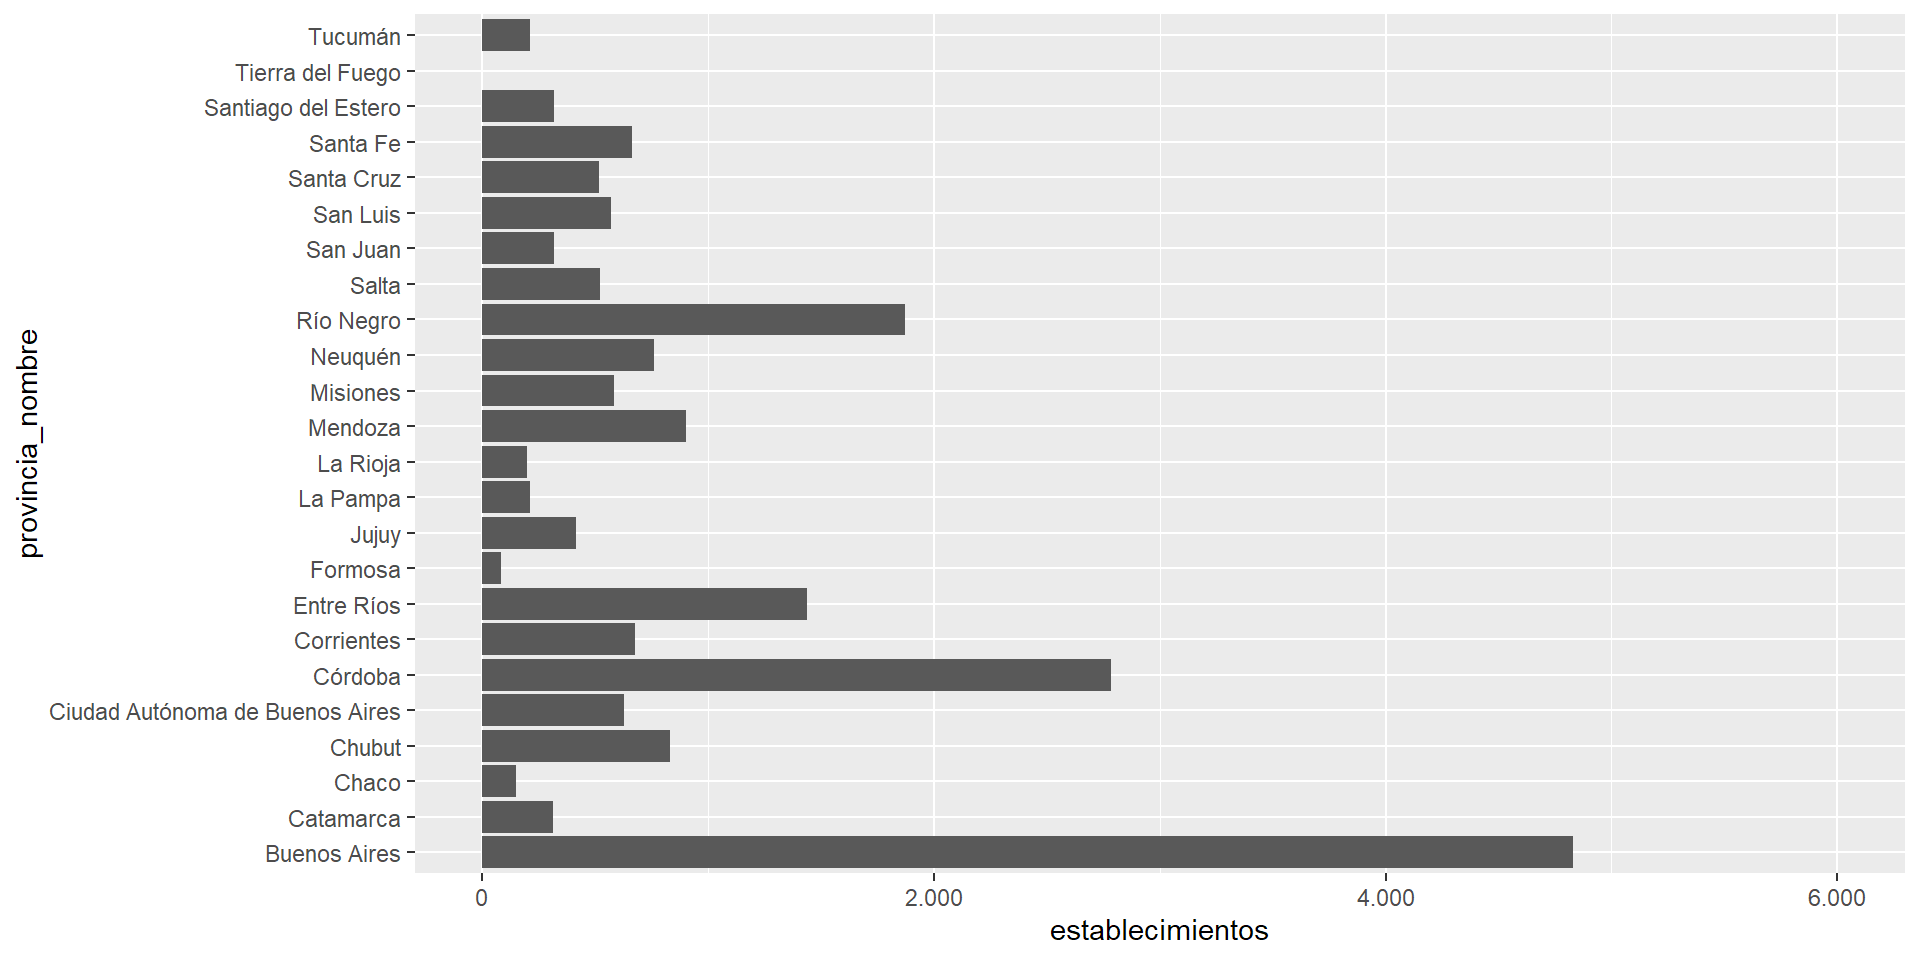 provincia_nombre
Tucumán
Tierra del Fuego
Santiago del Estero
Santa Fe
Santa Cruz
San Luis
San Juan
Salta
Río Negro
Neuquén
Misiones
Mendoza
La Rioja
La Pampa
Jujuy
Formosa
Entre Ríos
Corrientes
Córdoba
Ciudad Autónoma de Buenos Aires
Chubut
Chaco
Catamarca
Buenos Aires
0 2.000 4.000 6.000
establecimientos